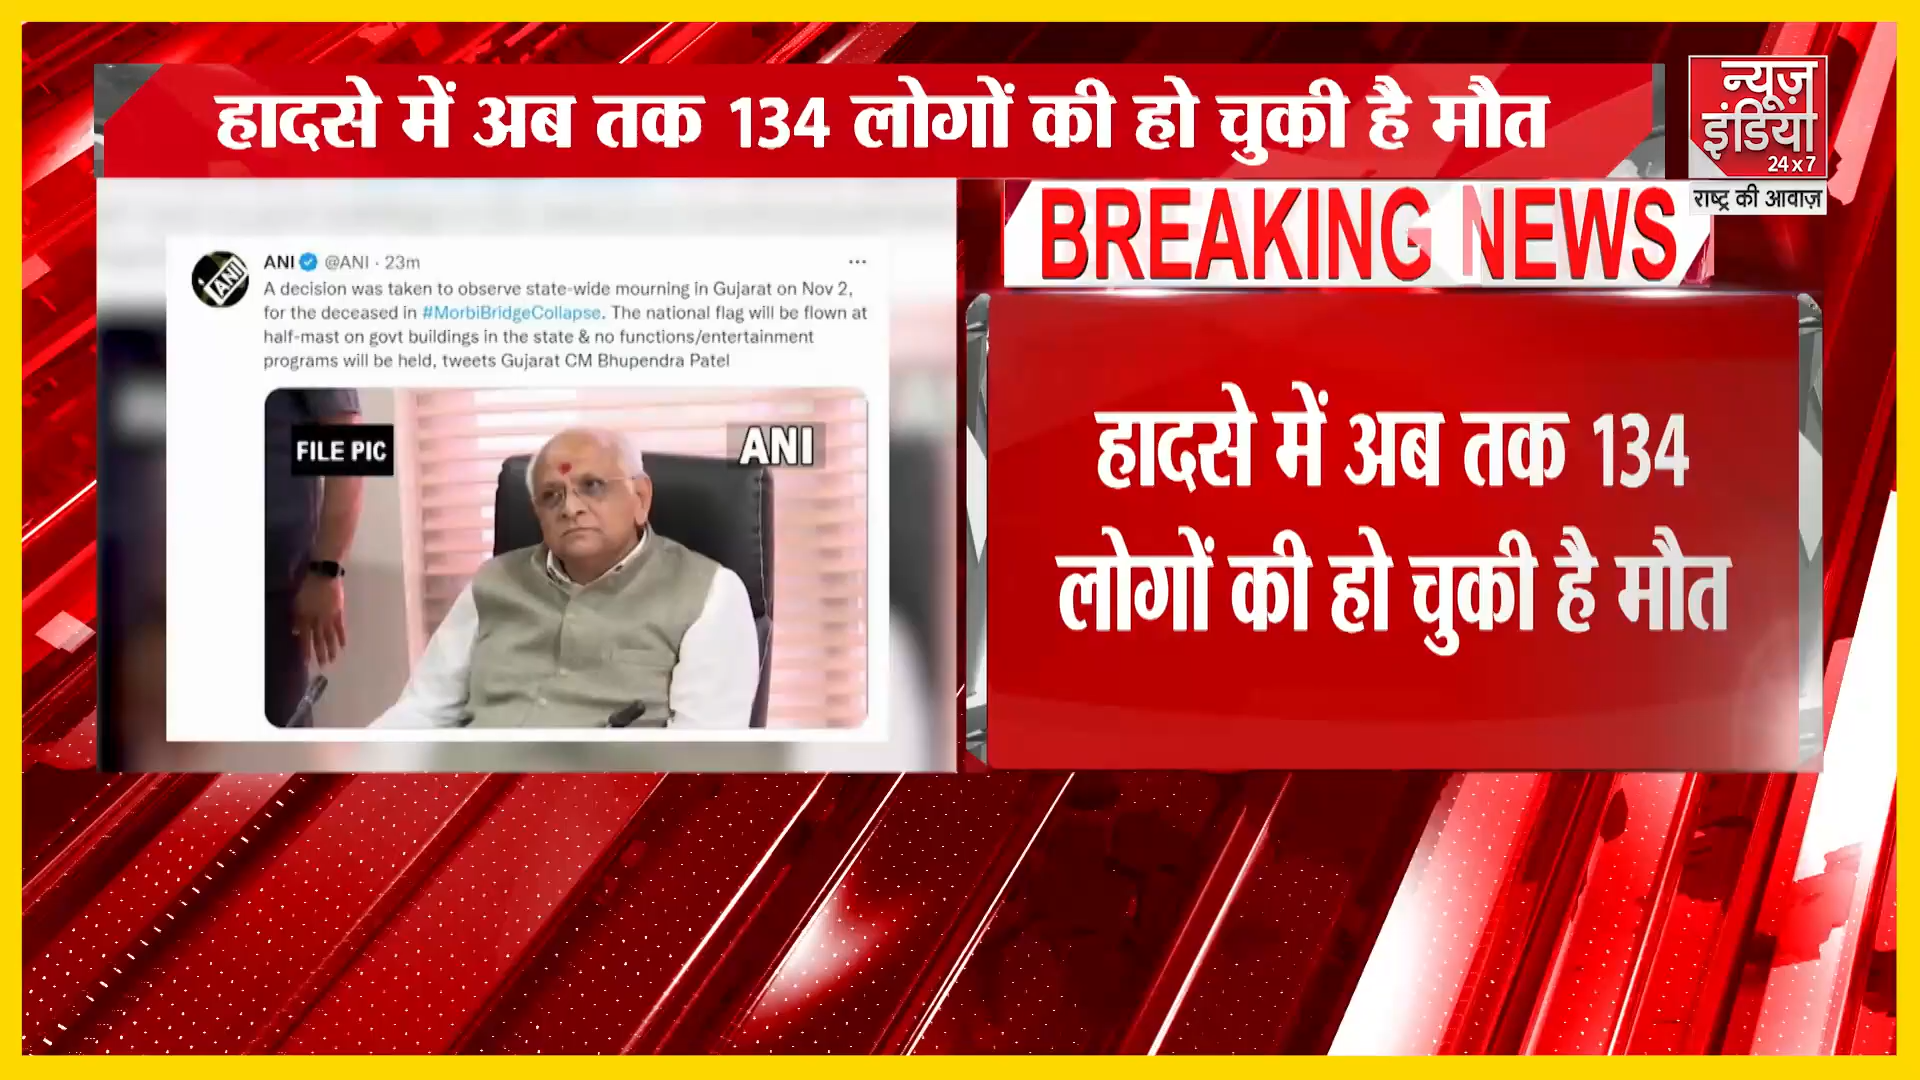 हादसे में अब तक 134 लोगों की हो चुकी है मौत
न्यूज़
इंडिया
24x7
राष्ट्र की आवाज़
BREAKING NEWS
ANI @ANI · 23m
A decision was taken to observe state-wide mourning in Gujarat on Nov 2,
for the deceased in #MorbiBridgeCollapse. The national flag will be flown at
half-mast on govt buildings in the state & no functions/entertainment
programs will be held, tweets Gujarat CM Bhupendra Patel
ANI
FILE PIC
ANI
हादसे में अब तक 134
लोगों की हो चुकी है मौत